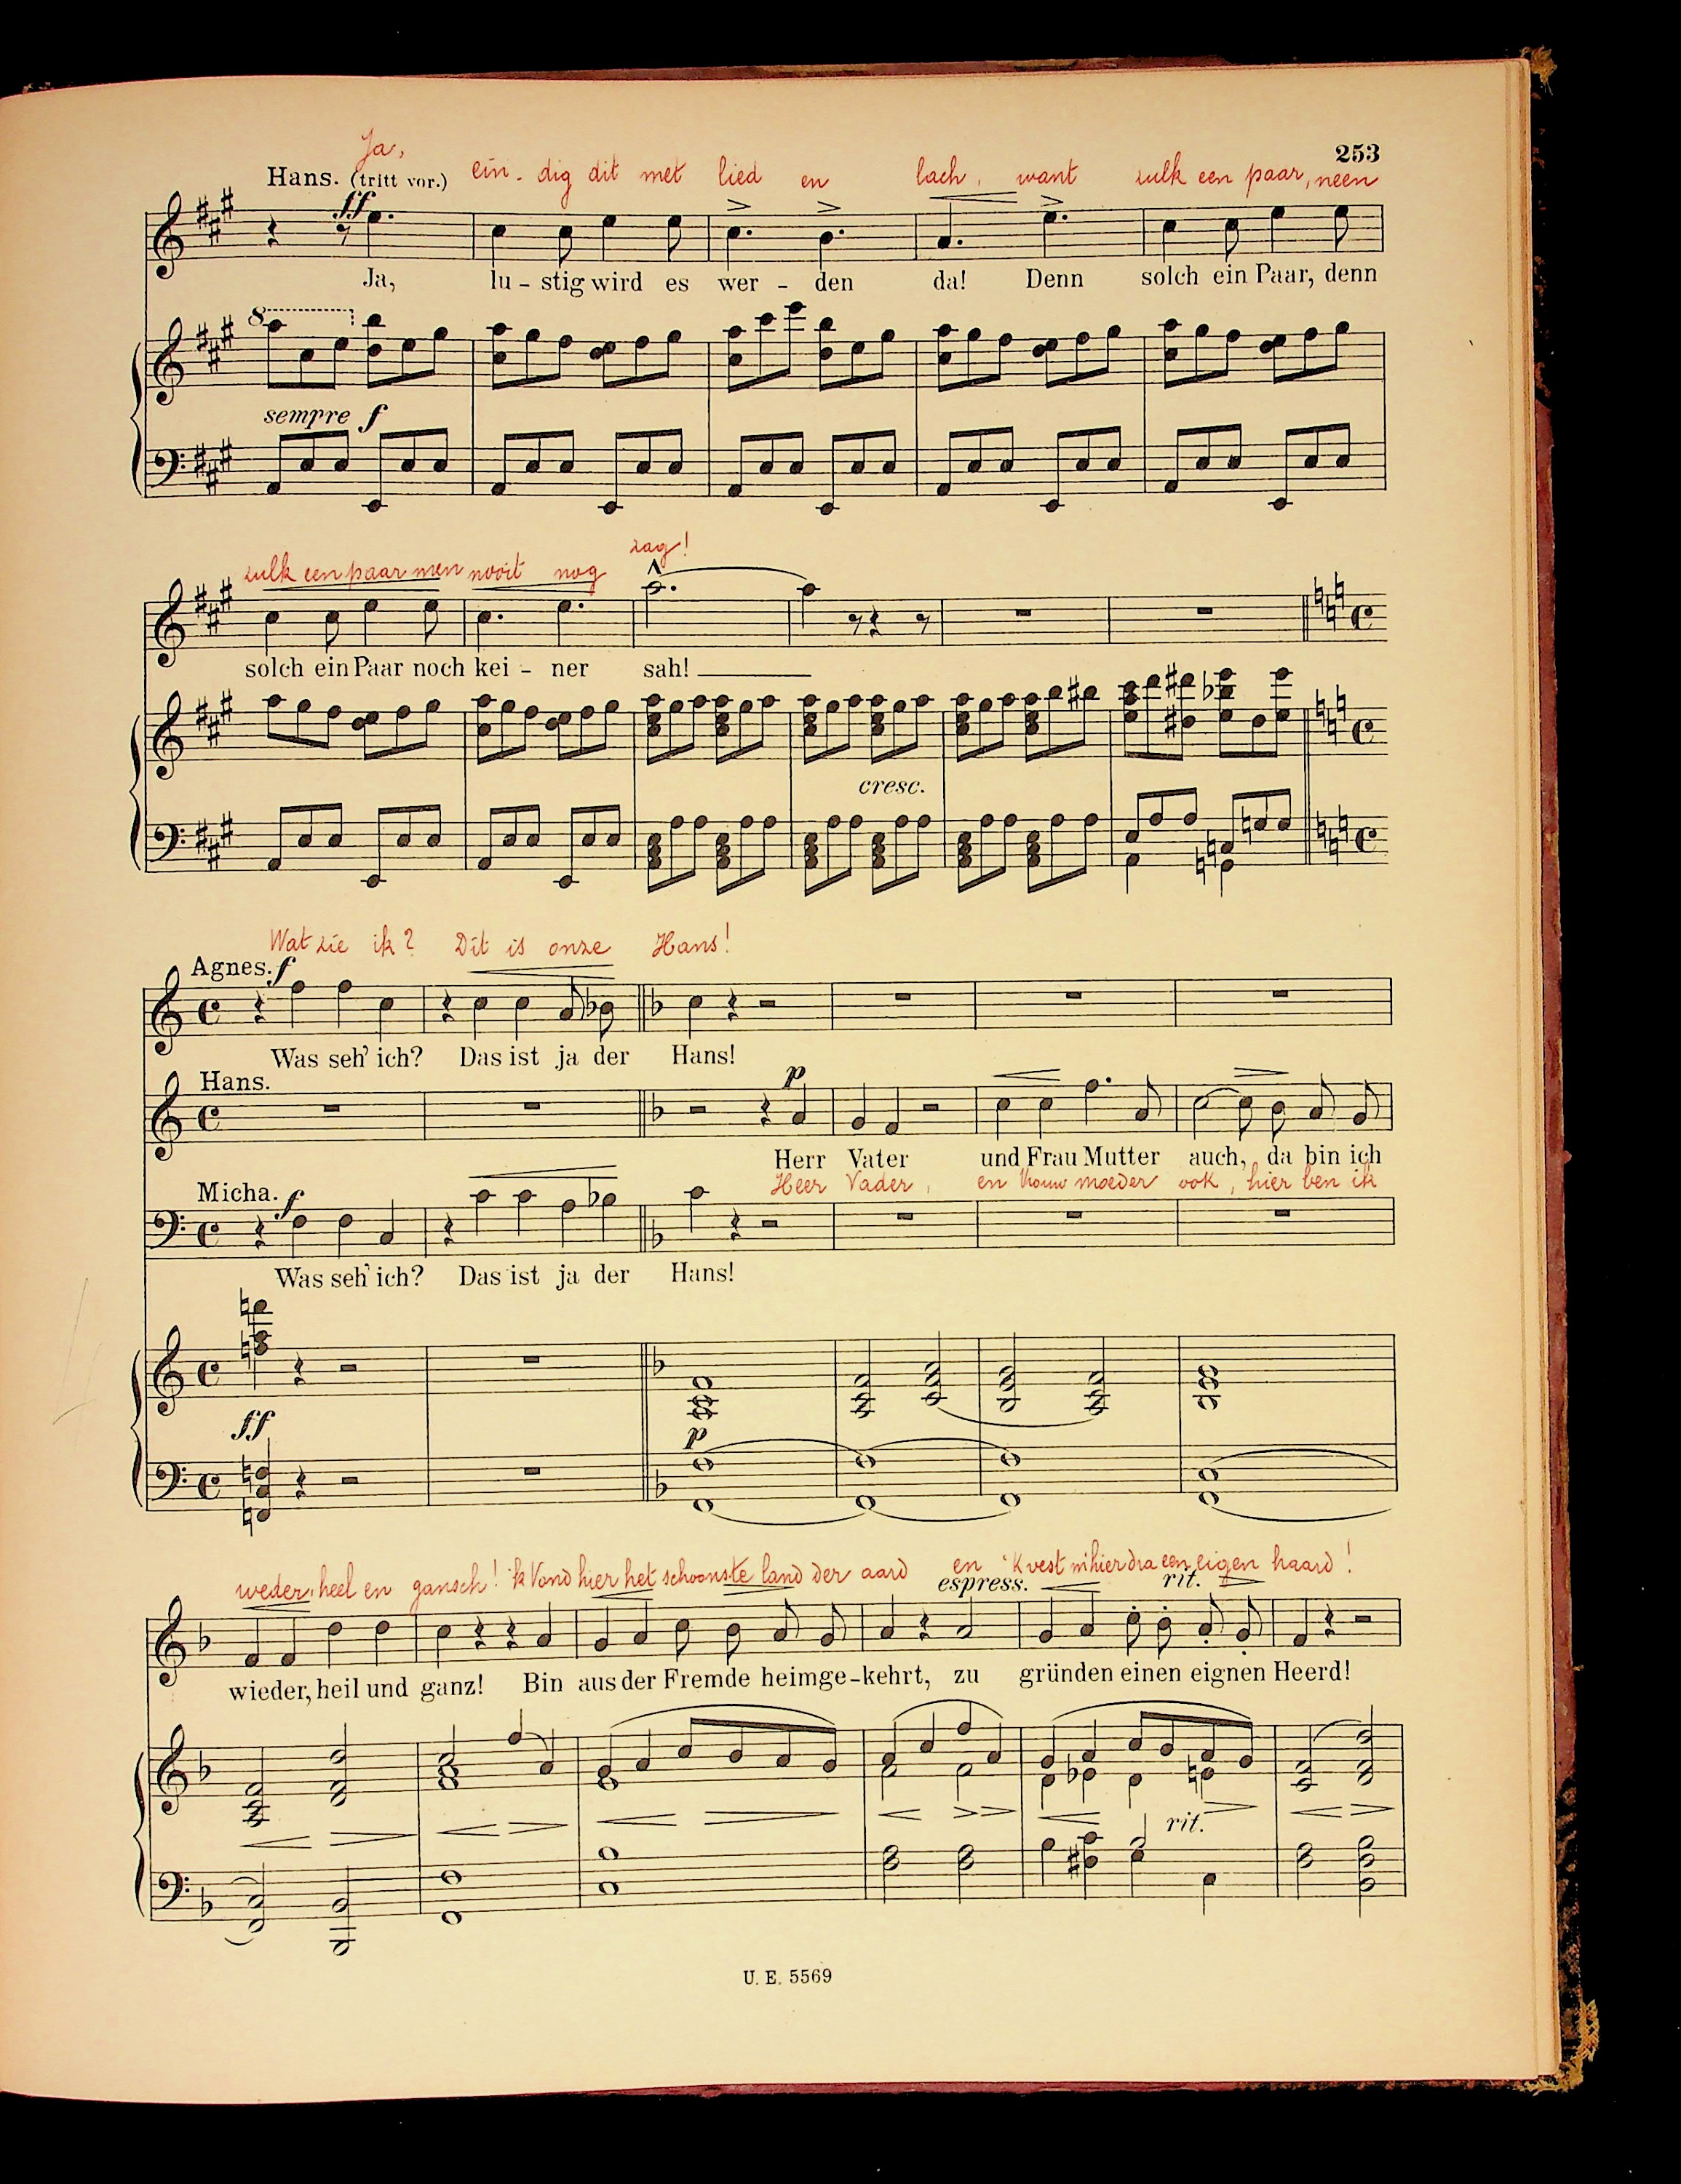 253
Ja,
Hans. (tritt vor.) ein - dig dit met lied en lach, want zulk een paar, neen
ff
Ja, lu - stig wird es wer - den da! Denn solch ein Paar, denn
8
sempre f
zag!
zulk een paar men nooit nog
solch ein Paar noch kei - ner sah!
cresc.
Wat zie ik? Dit is onze Hans!
Agnes. f
Was seh' ich? Das ist ja der Hans!
Hans. p
Herr Vater und Frau Mutter auch, da bin ich
Heer Vader, en Vrouw moeder ook, hier ben ik
Micha. f
Was seh' ich? Das ist ja der Hans!
ff p
weder, heel en gansch! 'k Vond hier het schoonste land der aard en 'K vest m' hier dra een eigen haard!
espress. rit.
wieder, heil und ganz! Bin aus der Fremde heimge-kehrt, zu gründen einen eignen Heerd!
rit.
U. E. 5569